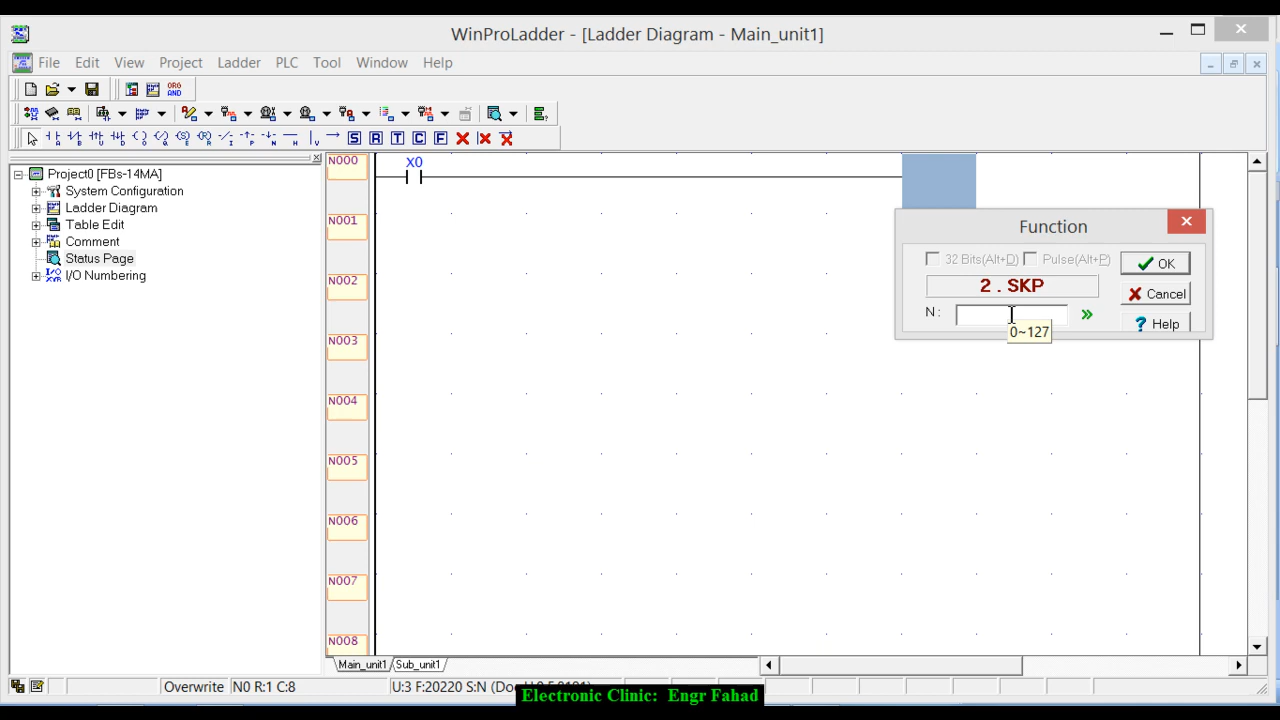 WinProLadder - [Ladder Diagram - Main_unit1]
File Edit View Project Ladder PLC Tool Window Help
ORG
AND
A B U D O Q S R I P N H V S R T C F
Project0 [FBs-14MA]
System Configuration
Ladder Diagram
Table Edit
Comment
Status Page
I/O Numbering
N000
X0
N001
N002
N003
N004
N005
N006
N007
N008
Function
32 Bits(Alt+D) Pulse(Alt+P)
OK
2 . SKP
Cancel
N :
0~127
Help
Main_unit1 Sub_unit1
Overwrite N0 R:1 C:8 U:3 F:20220 S:N
Electronic Clinic: Engr Fahad